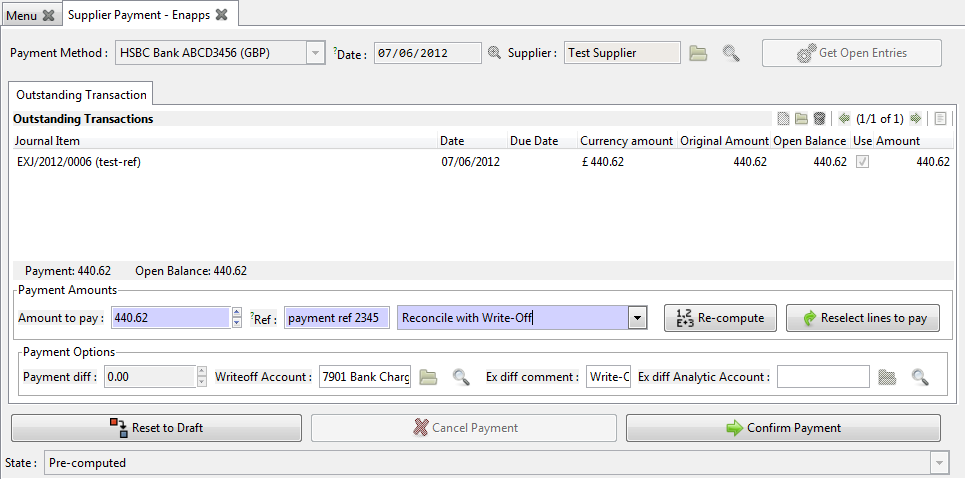 Menu Supplier Payment - Enapps
Payment Method : HSBC Bank ABCD3456 (GBP) ?Date : 07/06/2012 Supplier : Test Supplier Get Open Entries
Outstanding Transaction
Outstanding Transactions (1/1 of 1)
Journal Item Date Due Date Currency amount Original Amount Open Balance Use Amount
EXJ/2012/0006 (test-ref) 07/06/2012 £ 440.62 440.62 440.62 440.62
Payment: 440.62 Open Balance: 440.62
Payment Amounts
Amount to pay : 440.62 ?Ref : payment ref 2345 Reconcile with Write-Off 1,2 E+3 Re-compute Reselect lines to pay
Payment Options
Payment diff : 0.00 Writeoff Account : 7901 Bank Charg Ex diff comment : Write-O Ex diff Analytic Account :
Reset to Draft Cancel Payment Confirm Payment
State : Pre-computed